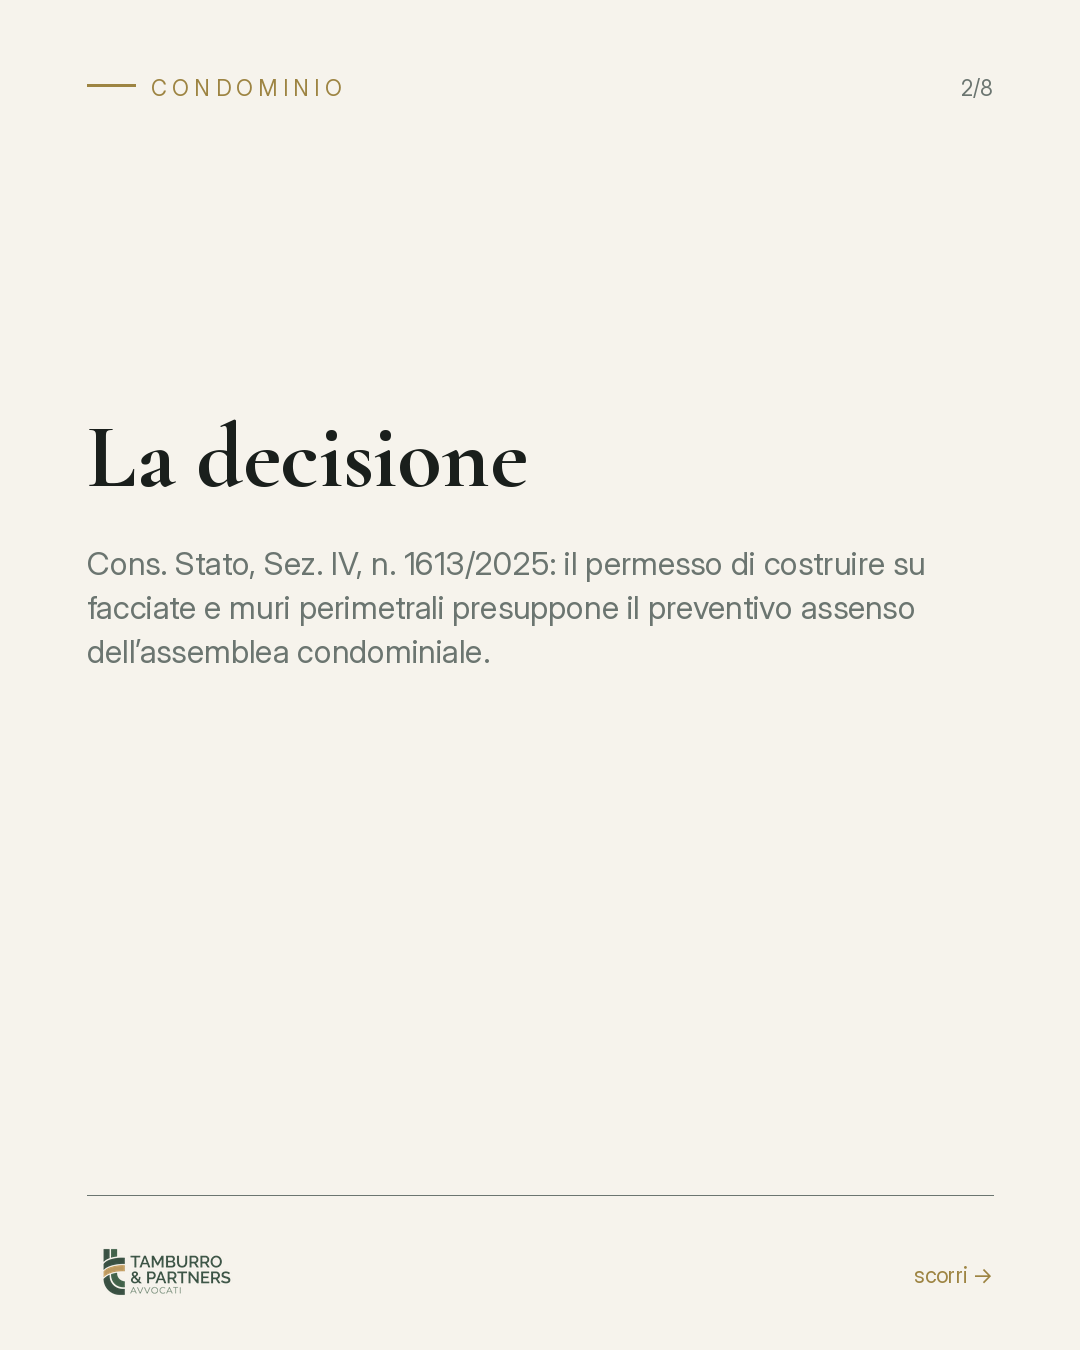 CONDOMINIO
2/8
La decisione
Cons. Stato, Sez. IV, n. 1613/2025: il permesso di costruire su
facciate e muri perimetrali presuppone il preventivo assenso
dell’assemblea condominiale.
TAMBURRO
& PARTNERS
AVVOCATI
scorri →